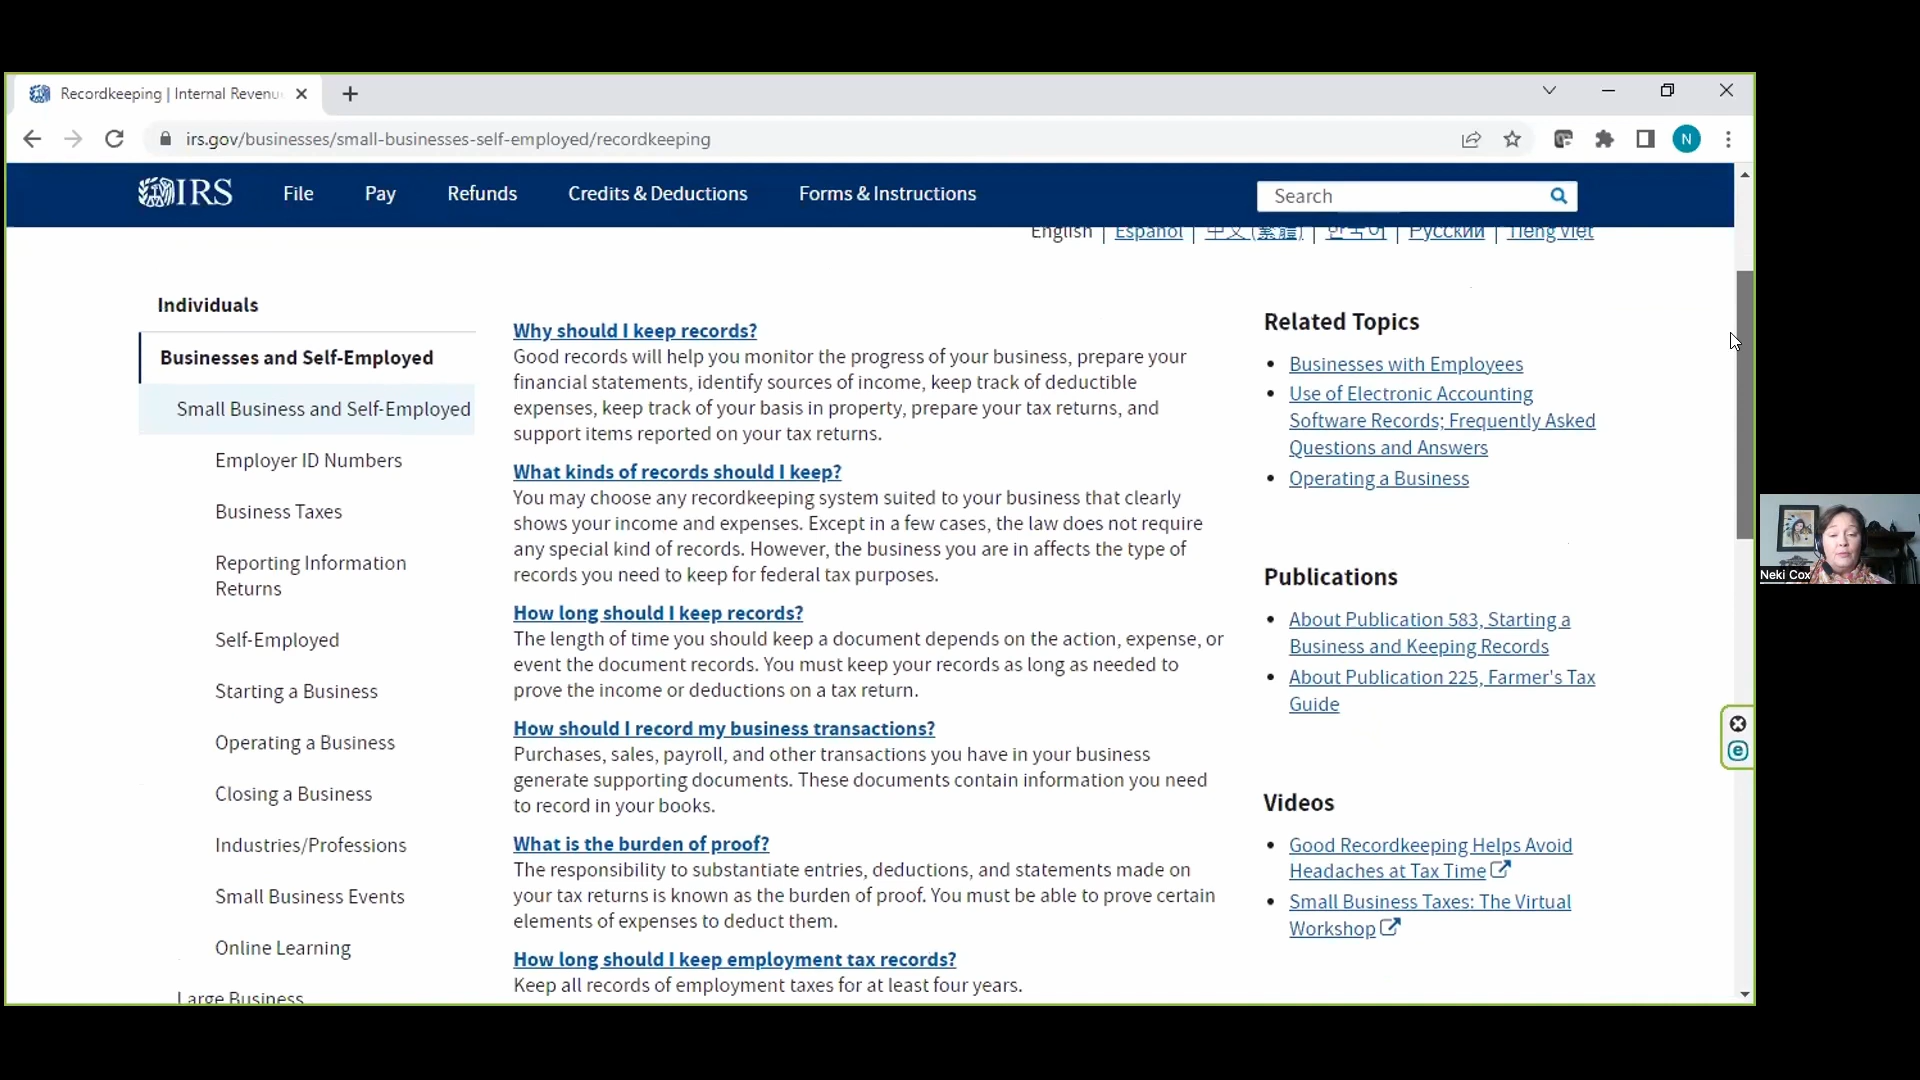 Recordkeeping | Internal Revenu
irs.gov/businesses/small-businesses-self-employed/recordkeeping
IRS File Pay Refunds Credits & Deductions Forms & Instructions Search
English | Español | 中文 (繁體) | 한국어 | Русский | Tiếng Việt
Individuals
Businesses and Self-Employed
Small Business and Self-Employed
Employer ID Numbers
Business Taxes
Reporting Information
Returns
Self-Employed
Starting a Business
Operating a Business
Closing a Business
Industries/Professions
Small Business Events
Online Learning
Large Business
Why should I keep records?
Good records will help you monitor the progress of your business, prepare your
financial statements, identify sources of income, keep track of deductible
expenses, keep track of your basis in property, prepare your tax returns, and
support items reported on your tax returns.
What kinds of records should I keep?
You may choose any recordkeeping system suited to your business that clearly
shows your income and expenses. Except in a few cases, the law does not require
any special kind of records. However, the business you are in affects the type of
records you need to keep for federal tax purposes.
How long should I keep records?
The length of time you should keep a document depends on the action, expense, or
event the document records. You must keep your records as long as needed to
prove the income or deductions on a tax return.
How should I record my business transactions?
Purchases, sales, payroll, and other transactions you have in your business
generate supporting documents. These documents contain information you need
to record in your books.
What is the burden of proof?
The responsibility to substantiate entries, deductions, and statements made on
your tax returns is known as the burden of proof. You must be able to prove certain
elements of expenses to deduct them.
How long should I keep employment tax records?
Keep all records of employment taxes for at least four years.
Related Topics
Businesses with Employees
Use of Electronic Accounting
Software Records; Frequently Asked
Questions and Answers
Operating a Business
Publications
About Publication 583, Starting a
Business and Keeping Records
About Publication 225, Farmer's Tax
Guide
Videos
Good Recordkeeping Helps Avoid
Headaches at Tax Time
Small Business Taxes: The Virtual
Workshop
N
e
Neki Cox